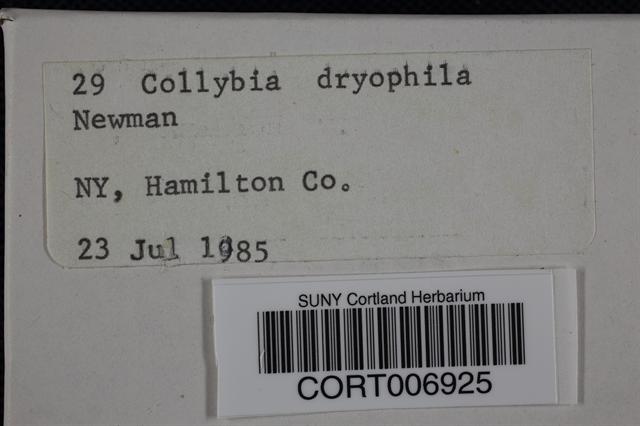 29 Collybia dryophila
Newman
NY, Hamilton Co.
23 Jul 1985
SUNY Cortland Herbarium
CORT006925